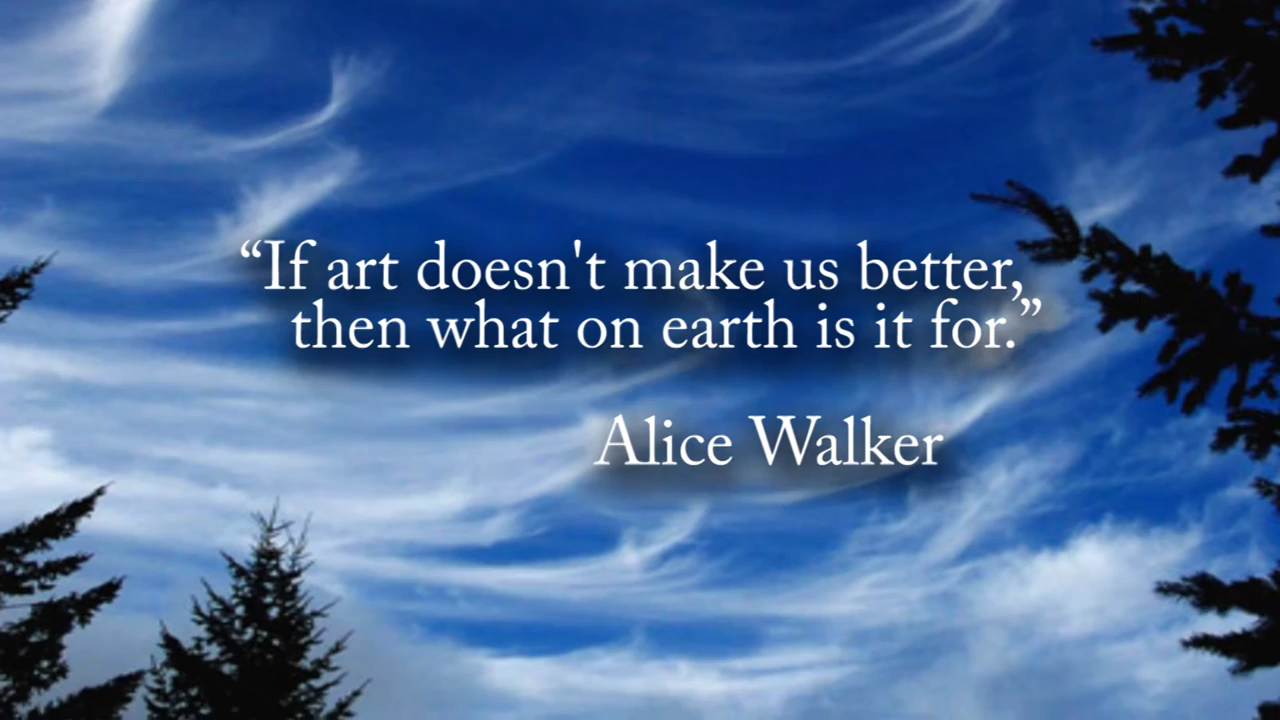 “If art doesn't make us better,
then what on earth is it for.”
Alice Walker